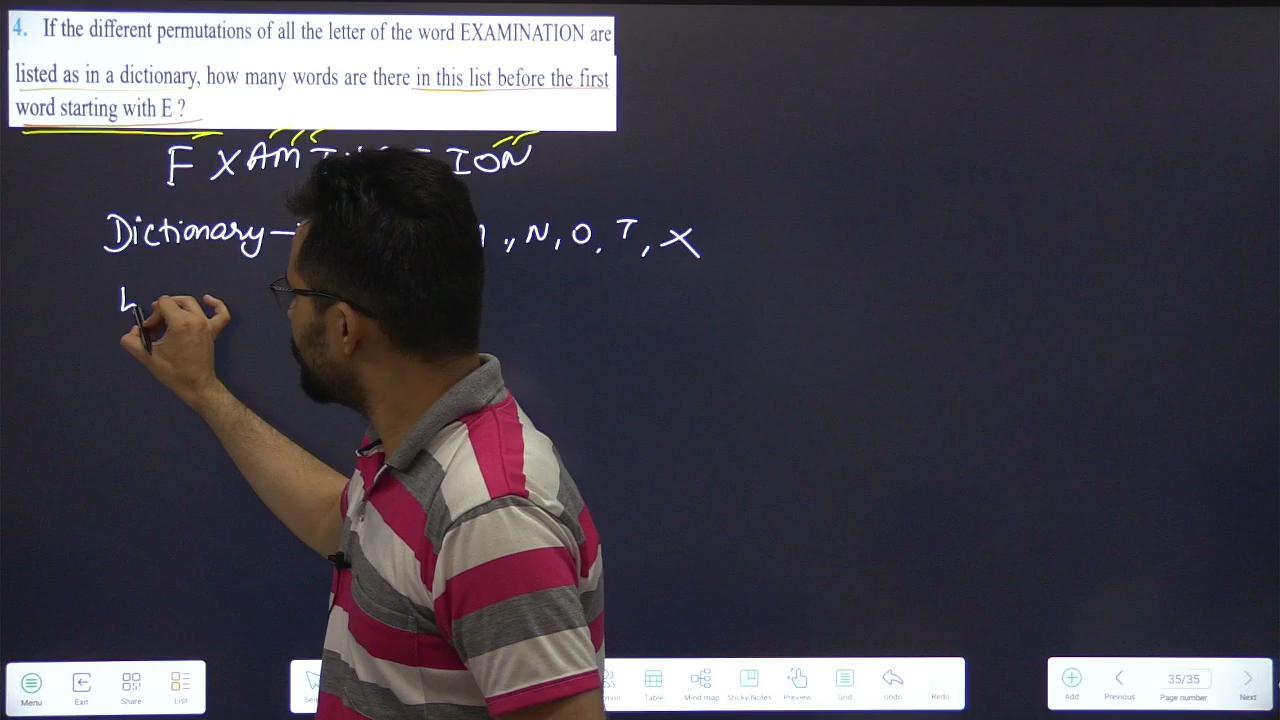 4. If the different permutations of all the letter of the word EXAMINATION are
listed as in a dictionary, how many words are there in this list before the first
word starting with E ?
EXAM ION
Dictionary – , N, O, T, X
Menu Exit Share List Table Mind map Sticky Notes Preview Grid Undo Redo Add Previous 35/35 Page number Next